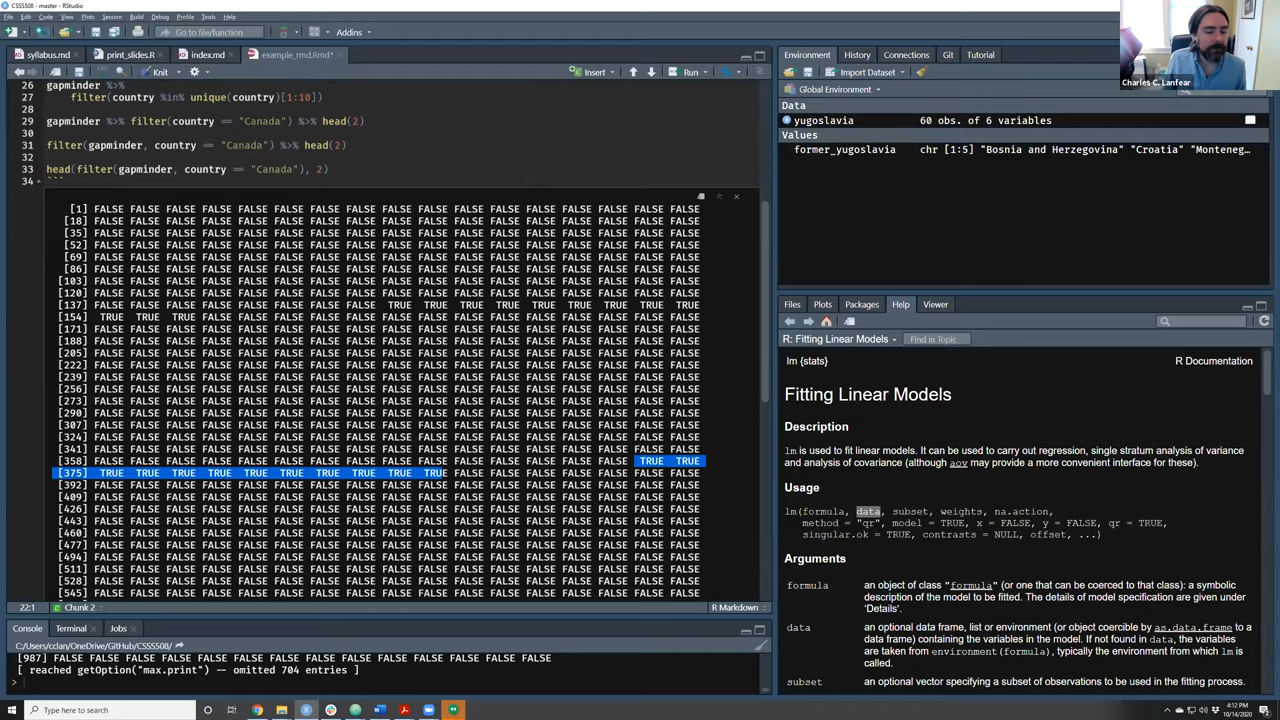 CSSS508 - master - RStudio
File Edit Code View Plots Session Build Debug Profile Tools Help
Go to file/function Addins
syllabus.md print_slides.R index.md example_rmd.Rmd*
Knit Insert Run
26 gapminder %>%
27 filter(country %in% unique(country)[1:10])
28
29 gapminder %>% filter(country == "Canada") %>% head(2)
30
31 filter(gapminder, country == "Canada") %>% head(2)
32
33 head(filter(gapminder, country == "Canada"), 2)
34 ```
[1] FALSE FALSE FALSE FALSE FALSE FALSE FALSE FALSE FALSE FALSE FALSE FALSE FALSE FALSE FALSE FALSE FALSE
[18] FALSE FALSE FALSE FALSE FALSE FALSE FALSE FALSE FALSE FALSE FALSE FALSE FALSE FALSE FALSE FALSE FALSE
[35] FALSE FALSE FALSE FALSE FALSE FALSE FALSE FALSE FALSE FALSE FALSE FALSE FALSE FALSE FALSE FALSE FALSE
[52] FALSE FALSE FALSE FALSE FALSE FALSE FALSE FALSE FALSE FALSE FALSE FALSE FALSE FALSE FALSE FALSE FALSE
[69] FALSE FALSE FALSE FALSE FALSE FALSE FALSE FALSE FALSE FALSE FALSE FALSE FALSE FALSE FALSE FALSE FALSE
[86] FALSE FALSE FALSE FALSE FALSE FALSE FALSE FALSE FALSE FALSE FALSE FALSE FALSE FALSE FALSE FALSE FALSE
[103] FALSE FALSE FALSE FALSE FALSE FALSE FALSE FALSE FALSE FALSE FALSE FALSE FALSE FALSE FALSE FALSE FALSE
[120] FALSE FALSE FALSE FALSE FALSE FALSE FALSE FALSE FALSE FALSE FALSE FALSE FALSE FALSE FALSE FALSE FALSE
[137] FALSE FALSE FALSE FALSE FALSE FALSE FALSE FALSE TRUE TRUE TRUE TRUE TRUE TRUE TRUE TRUE TRUE
[154] TRUE TRUE TRUE FALSE FALSE FALSE FALSE FALSE FALSE FALSE FALSE FALSE FALSE FALSE FALSE FALSE FALSE
[171] FALSE FALSE FALSE FALSE FALSE FALSE FALSE FALSE FALSE FALSE FALSE FALSE FALSE FALSE FALSE FALSE FALSE
[188] FALSE FALSE FALSE FALSE FALSE FALSE FALSE FALSE FALSE FALSE FALSE FALSE FALSE FALSE FALSE FALSE FALSE
[205] FALSE FALSE FALSE FALSE FALSE FALSE FALSE FALSE FALSE FALSE FALSE FALSE FALSE FALSE FALSE FALSE FALSE
[222] FALSE FALSE FALSE FALSE FALSE FALSE FALSE FALSE FALSE FALSE FALSE FALSE FALSE FALSE FALSE FALSE FALSE
[239] FALSE FALSE FALSE FALSE FALSE FALSE FALSE FALSE FALSE FALSE FALSE FALSE FALSE FALSE FALSE FALSE FALSE
[256] FALSE FALSE FALSE FALSE FALSE FALSE FALSE FALSE FALSE FALSE FALSE FALSE FALSE FALSE FALSE FALSE FALSE
[273] FALSE FALSE FALSE FALSE FALSE FALSE FALSE FALSE FALSE FALSE FALSE FALSE FALSE FALSE FALSE FALSE FALSE
[290] FALSE FALSE FALSE FALSE FALSE FALSE FALSE FALSE FALSE FALSE FALSE FALSE FALSE FALSE FALSE FALSE FALSE
[307] FALSE FALSE FALSE FALSE FALSE FALSE FALSE FALSE FALSE FALSE FALSE FALSE FALSE FALSE FALSE FALSE FALSE
[324] FALSE FALSE FALSE FALSE FALSE FALSE FALSE FALSE FALSE FALSE FALSE FALSE FALSE FALSE FALSE FALSE FALSE
[341] FALSE FALSE FALSE FALSE FALSE FALSE FALSE FALSE FALSE FALSE FALSE FALSE FALSE FALSE FALSE FALSE FALSE
[358] FALSE FALSE FALSE FALSE FALSE FALSE FALSE FALSE FALSE FALSE FALSE FALSE FALSE FALSE FALSE TRUE TRUE
[375] TRUE TRUE TRUE TRUE TRUE TRUE TRUE TRUE TRUE TRUE FALSE FALSE FALSE FALSE FALSE FALSE FALSE
[392] FALSE FALSE FALSE FALSE FALSE FALSE FALSE FALSE FALSE FALSE FALSE FALSE FALSE FALSE FALSE FALSE FALSE
[409] FALSE FALSE FALSE FALSE FALSE FALSE FALSE FALSE FALSE FALSE FALSE FALSE FALSE FALSE FALSE FALSE FALSE
[426] FALSE FALSE FALSE FALSE FALSE FALSE FALSE FALSE FALSE FALSE FALSE FALSE FALSE FALSE FALSE FALSE FALSE
[443] FALSE FALSE FALSE FALSE FALSE FALSE FALSE FALSE FALSE FALSE FALSE FALSE FALSE FALSE FALSE FALSE FALSE
[460] FALSE FALSE FALSE FALSE FALSE FALSE FALSE FALSE FALSE FALSE FALSE FALSE FALSE FALSE FALSE FALSE FALSE
[477] FALSE FALSE FALSE FALSE FALSE FALSE FALSE FALSE FALSE FALSE FALSE FALSE FALSE FALSE FALSE FALSE FALSE
[494] FALSE FALSE FALSE FALSE FALSE FALSE FALSE FALSE FALSE FALSE FALSE FALSE FALSE FALSE FALSE FALSE FALSE
[511] FALSE FALSE FALSE FALSE FALSE FALSE FALSE FALSE FALSE FALSE FALSE FALSE FALSE FALSE FALSE FALSE FALSE
[528] FALSE FALSE FALSE FALSE FALSE FALSE FALSE FALSE FALSE FALSE FALSE FALSE FALSE FALSE FALSE FALSE FALSE
[545] FALSE FALSE FALSE FALSE FALSE FALSE FALSE FALSE FALSE FALSE FALSE FALSE FALSE FALSE FALSE FALSE FALSE
22:1 Chunk 2 R Markdown
Console Terminal Jobs
C:/Users/cclan/OneDrive/GitHub/CSSS508/
[987] FALSE FALSE FALSE FALSE FALSE FALSE FALSE FALSE FALSE FALSE FALSE FALSE FALSE FALSE
[ reached getOption("max.print") -- omitted 704 entries ]
>
Charles C. Lanfear
Environment History Connections Git Tutorial
Import Dataset
Global Environment
Data
yugoslavia 60 obs. of 6 variables
Values
former_yugoslavia chr [1:5] "Bosnia and Herzegovina" "Croatia" "Monteneg…
Files Plots Packages Help Viewer
R: Fitting Linear Models Find in Topic
lm {stats} R Documentation
Fitting Linear Models
Description
lm is used to fit linear models. It can be used to carry out regression, single stratum analysis of variance
and analysis of covariance (although aov may provide a more convenient interface for these).
Usage
lm(formula, data, subset, weights, na.action,
method = "qr", model = TRUE, x = FALSE, y = FALSE, qr = TRUE,
singular.ok = TRUE, contrasts = NULL, offset, ...)
Arguments
formula an object of class "formula" (or one that can be coerced to that class): a symbolic
description of the model to be fitted. The details of model specification are given under
‘Details’.
data an optional data frame, list or environment (or object coercible by as.data.frame to a
data frame) containing the variables in the model. If not found in data, the variables
are taken from environment(formula), typically the environment from which lm is
called.
subset an optional vector specifying a subset of observations to be used in the fitting process.
Type here to search
4:12 PM
10/14/2020